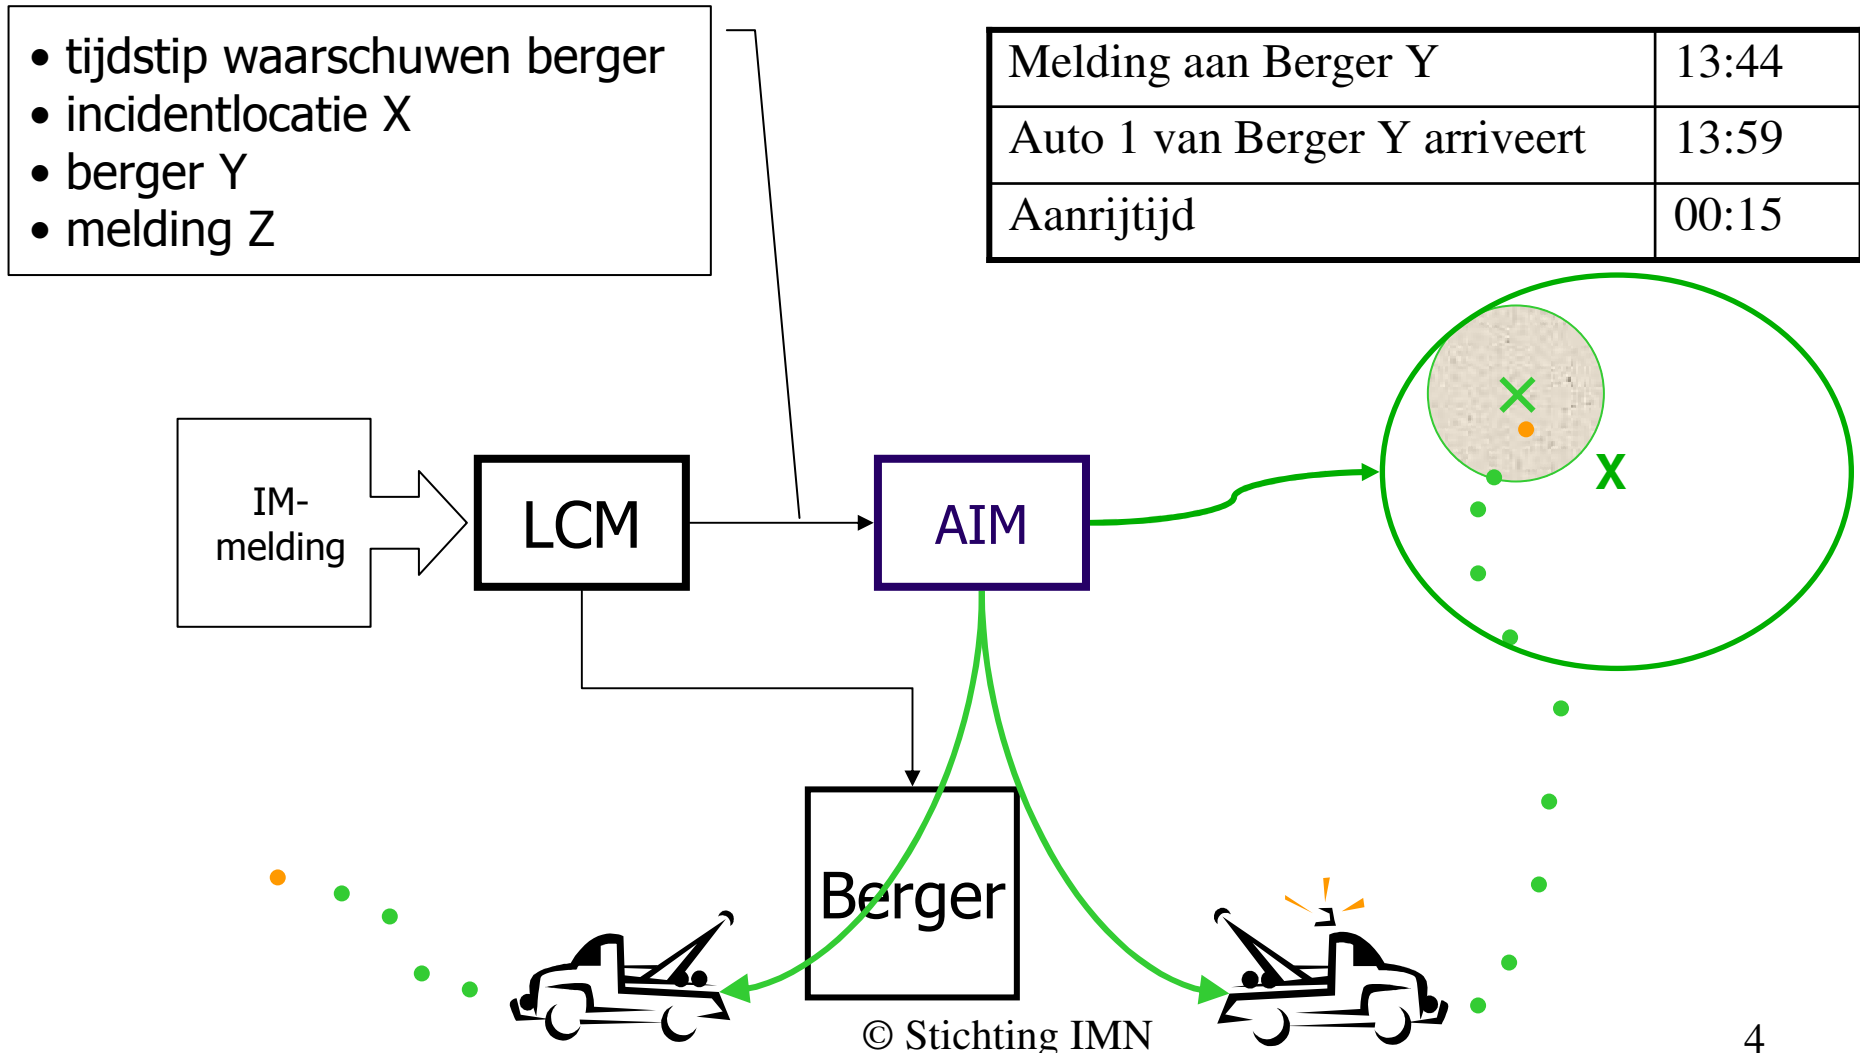 • tijdstip waarschuwen berger
• incidentlocatie X
• berger Y
• melding Z
Melding aan Berger Y 13:44
Auto 1 van Berger Y arriveert 13:59
Aanrijtijd 00:15
X
IM-
melding
LCM
AIM
Berger
© Stichting IMN
4